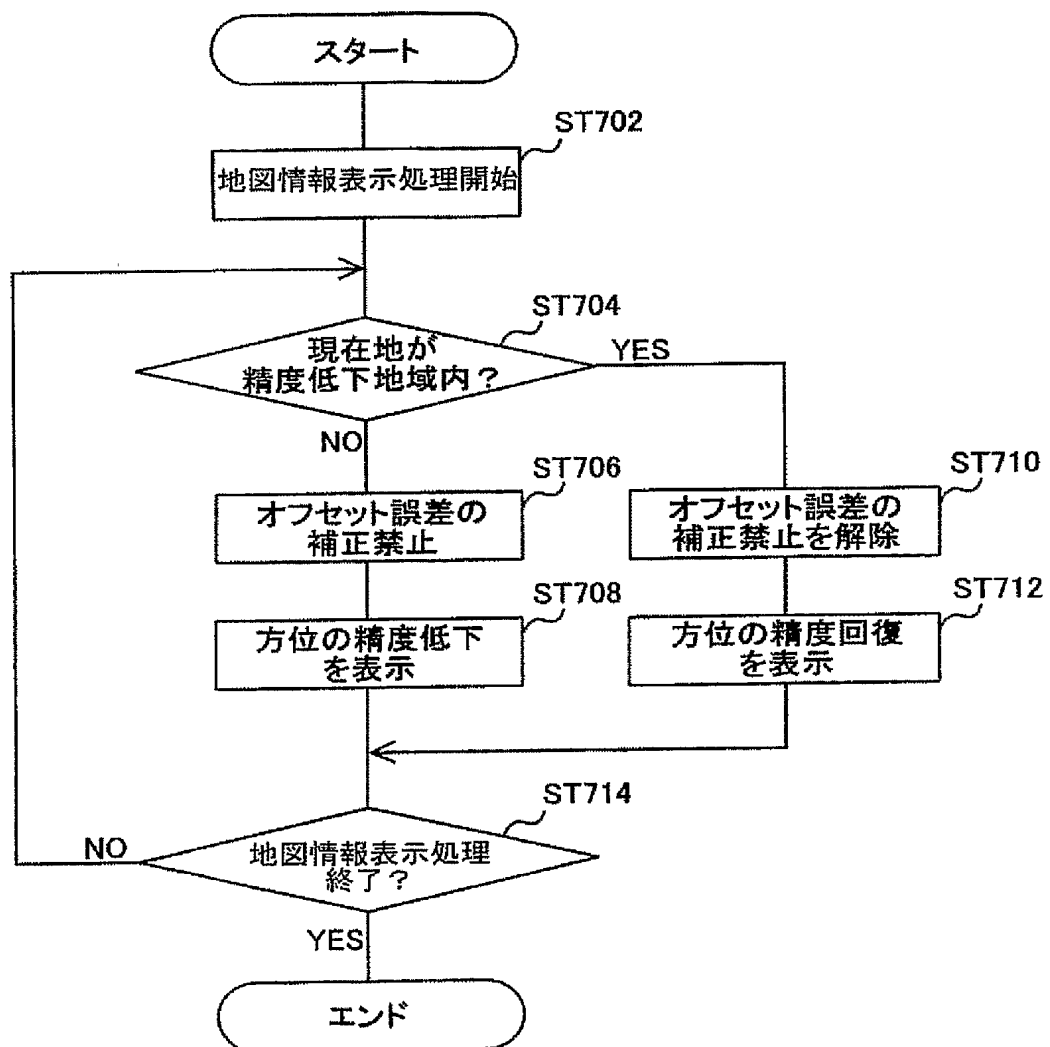 スタート
ST702
地図情報表示処理開始
ST704
現在地が
精度低下地域内？
YES
NO
ST706
オフセット誤差の
補正禁止
ST710
オフセット誤差の
補正禁止を解除
ST708
方位の精度低下
を表示
ST712
方位の精度回復
を表示
ST714
地図情報表示処理
終了？
NO
YES
エンド